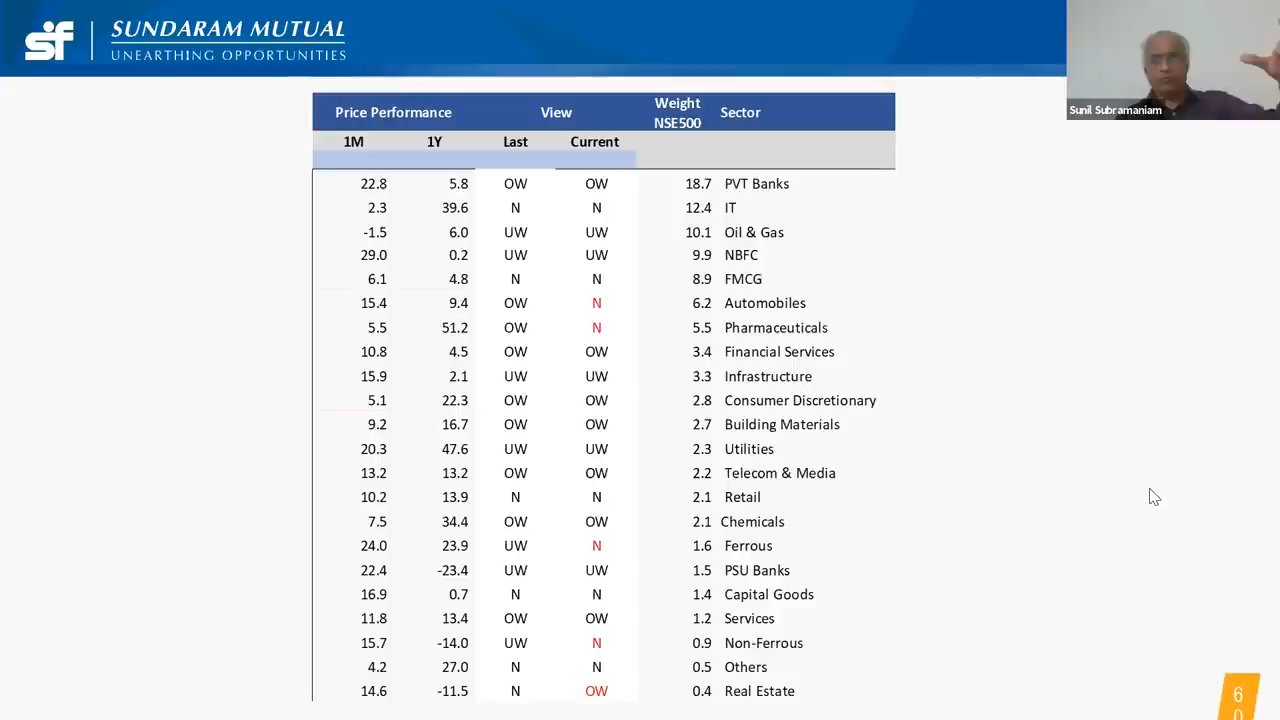 SUNDARAM MUTUAL
UNEARTHING OPPORTUNITIES
Sunil Subramaniam
Price Performance View Weight NSE500 Sector
1M 1Y Last Current
22.8 5.8 OW OW 18.7 PVT Banks
2.3 39.6 N N 12.4 IT
-1.5 6.0 UW UW 10.1 Oil & Gas
29.0 0.2 UW UW 9.9 NBFC
6.1 4.8 N N 8.9 FMCG
15.4 9.4 OW N 6.2 Automobiles
5.5 51.2 OW N 5.5 Pharmaceuticals
10.8 4.5 OW OW 3.4 Financial Services
15.9 2.1 UW UW 3.3 Infrastructure
5.1 22.3 OW OW 2.8 Consumer Discretionary
9.2 16.7 OW OW 2.7 Building Materials
20.3 47.6 UW UW 2.3 Utilities
13.2 13.2 OW OW 2.2 Telecom & Media
10.2 13.9 N N 2.1 Retail
7.5 34.4 OW OW 2.1 Chemicals
24.0 23.9 UW N 1.6 Ferrous
22.4 -23.4 UW UW 1.5 PSU Banks
16.9 0.7 N N 1.4 Capital Goods
11.8 13.4 OW OW 1.2 Services
15.7 -14.0 UW N 0.9 Non-Ferrous
4.2 27.0 N N 0.5 Others
14.6 -11.5 N OW 0.4 Real Estate
6
0